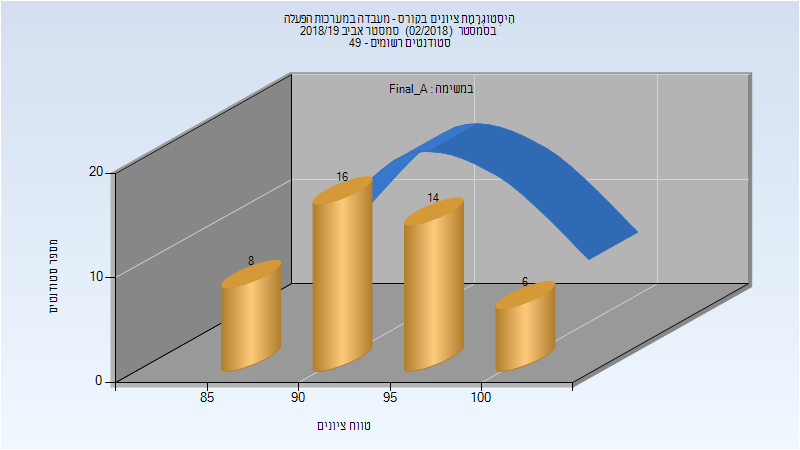 היסטוגרמת ציונים בקורס - מעבדה במערכות הפעלה
בסמסטר (02/2018) סמסטר אביב 2018/19
סטודנטים רשומים - 49
במשימה : Final_A
16
14
8
6
20
10
0
85
90
95
100
מספר סטודנטים
טווח ציונים